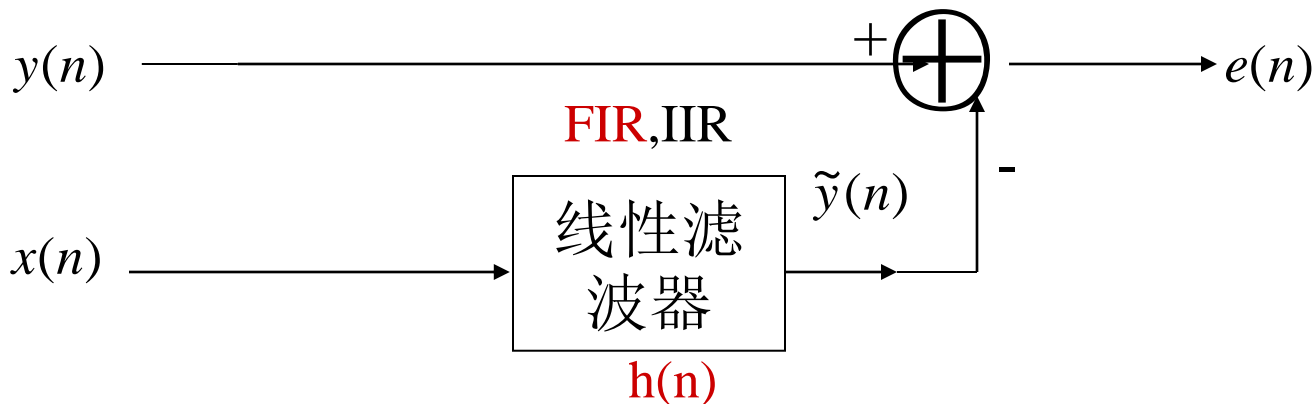 +
y(n)
e(n)
FIR,IIR
-
ỹ(n)
线性滤
波器
x(n)
h(n)